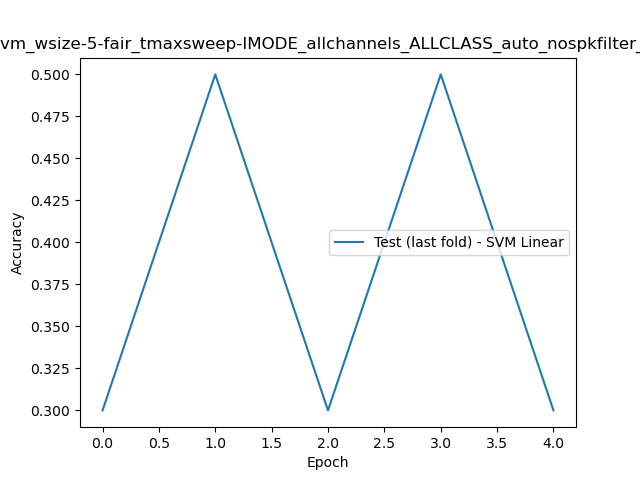 vm_wsize-5-fair_tmaxsweep-IMODE_allchannels_ALLCLASS_auto_nospkfilter_
0.500
0.475
0.450
0.425
0.400
0.375
0.350
0.325
0.300
Accuracy
Test (last fold) - SVM Linear
0.0 0.5 1.0 1.5 2.0 2.5 3.0 3.5 4.0
Epoch